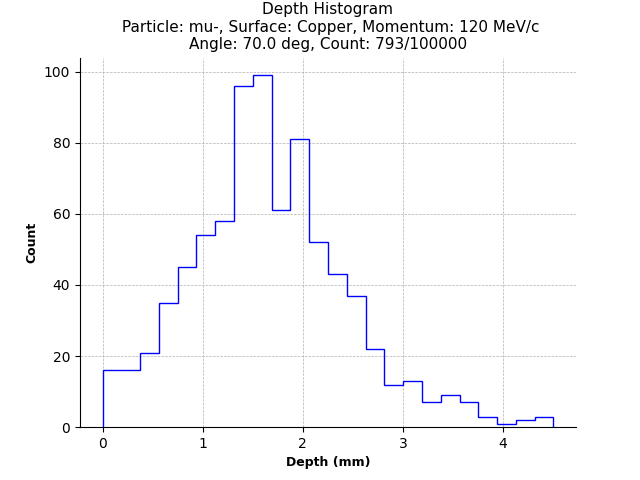 Depth Histogram
Particle: mu-, Surface: Copper, Momentum: 120 MeV/c
Angle: 70.0 deg, Count: 793/100000
100
80
60
40
20
0
Count
0 1 2 3 4
Depth (mm)